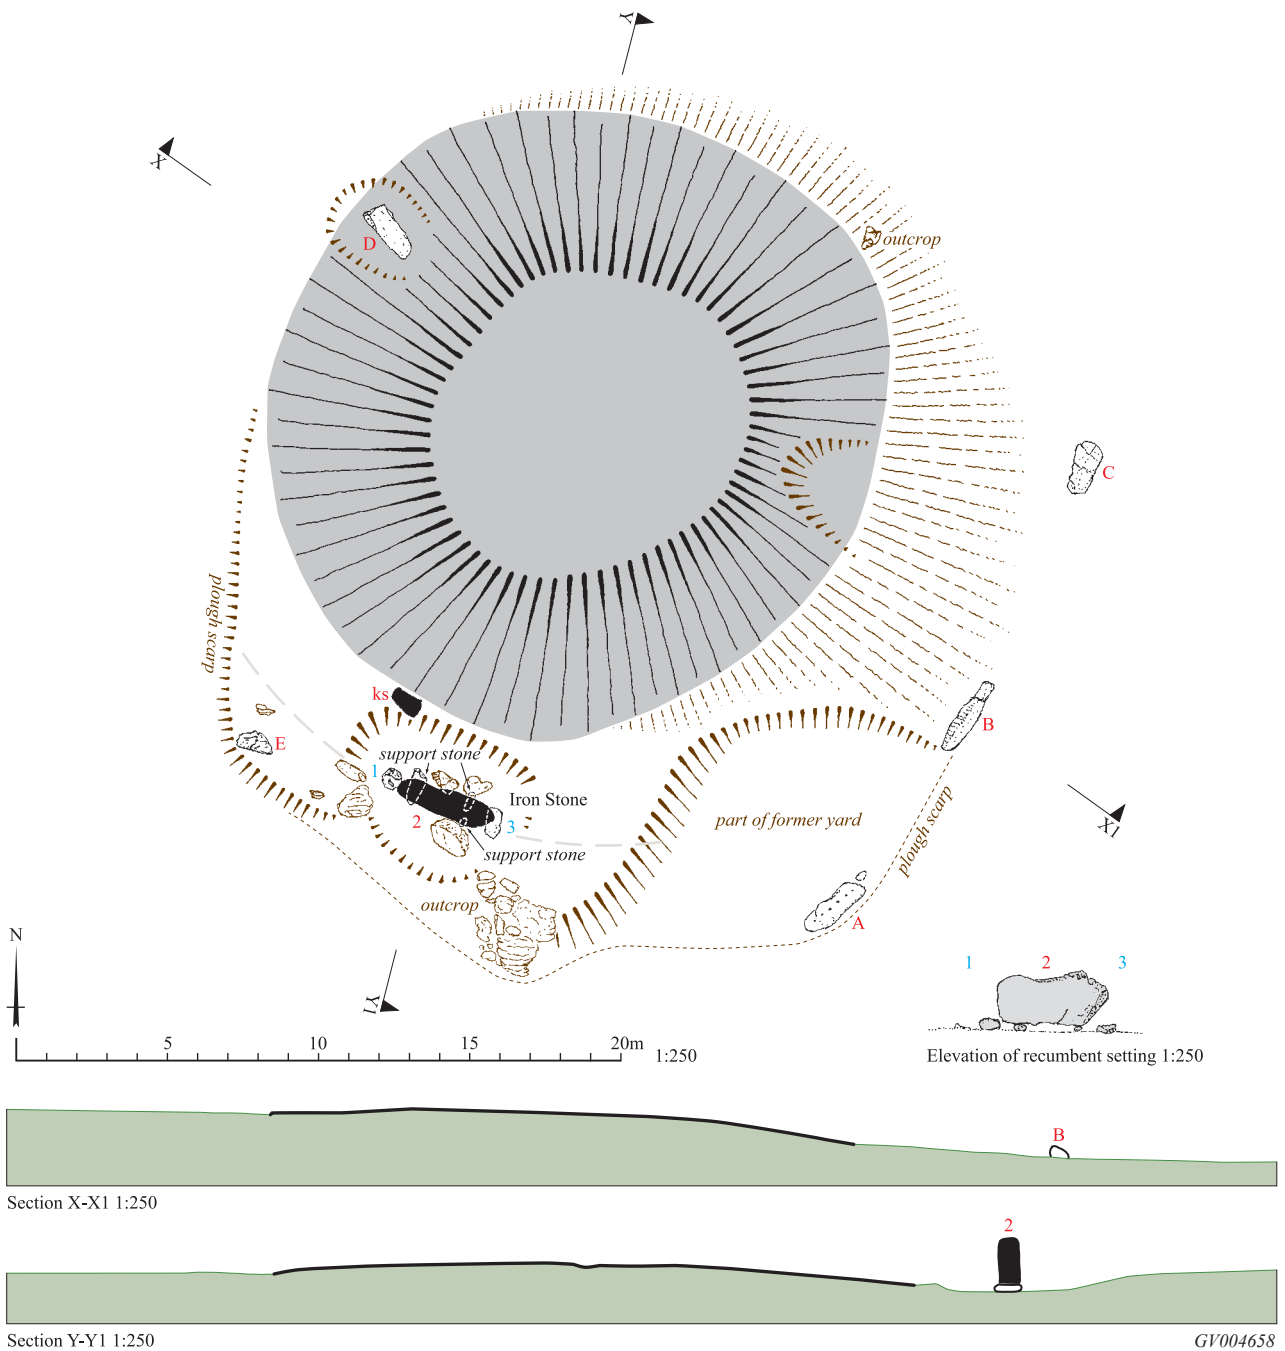 Y
X
D
outcrop
C
plough scarp
ks
B
E
support stone
1
Iron Stone
2
3
part of former yard
support stone
plough scarp
X1
outcrop
A
N
Y1
1 2 3
5 10 15 20m 1:250
Elevation of recumbent setting 1:250
B
Section X-X1 1:250
2
Section Y-Y1 1:250
GV004658